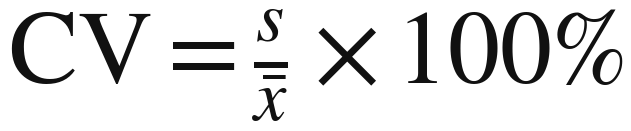 CV = s / x̿ × 100%